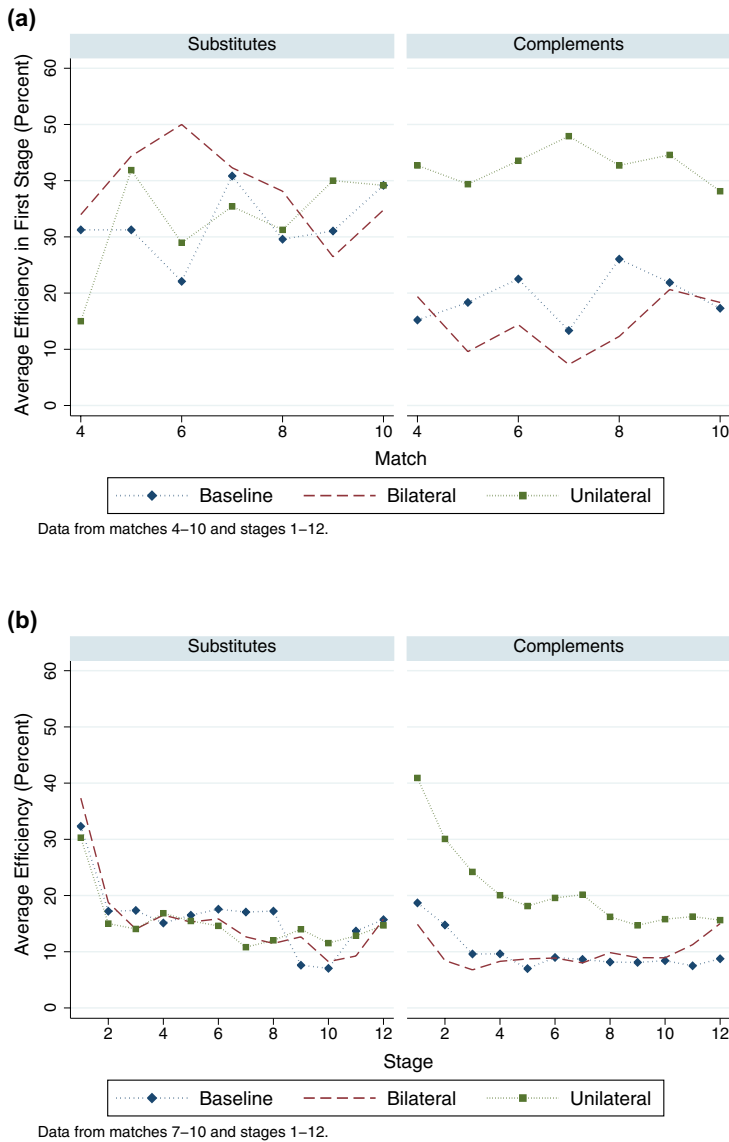 (a)
Substitutes
Complements
Average Efficiency in First Stage (Percent)
60
50
40
30
20
10
0
4
6
8
10
4
6
8
10
Match
Baseline
Bilateral
Unilateral
Data from matches 4–10 and stages 1–12.
(b)
Substitutes
Complements
Average Efficiency (Percent)
60
50
40
30
20
10
0
2
4
6
8
10
12
2
4
6
8
10
12
Stage
Baseline
Bilateral
Unilateral
Data from matches 7–10 and stages 1–12.